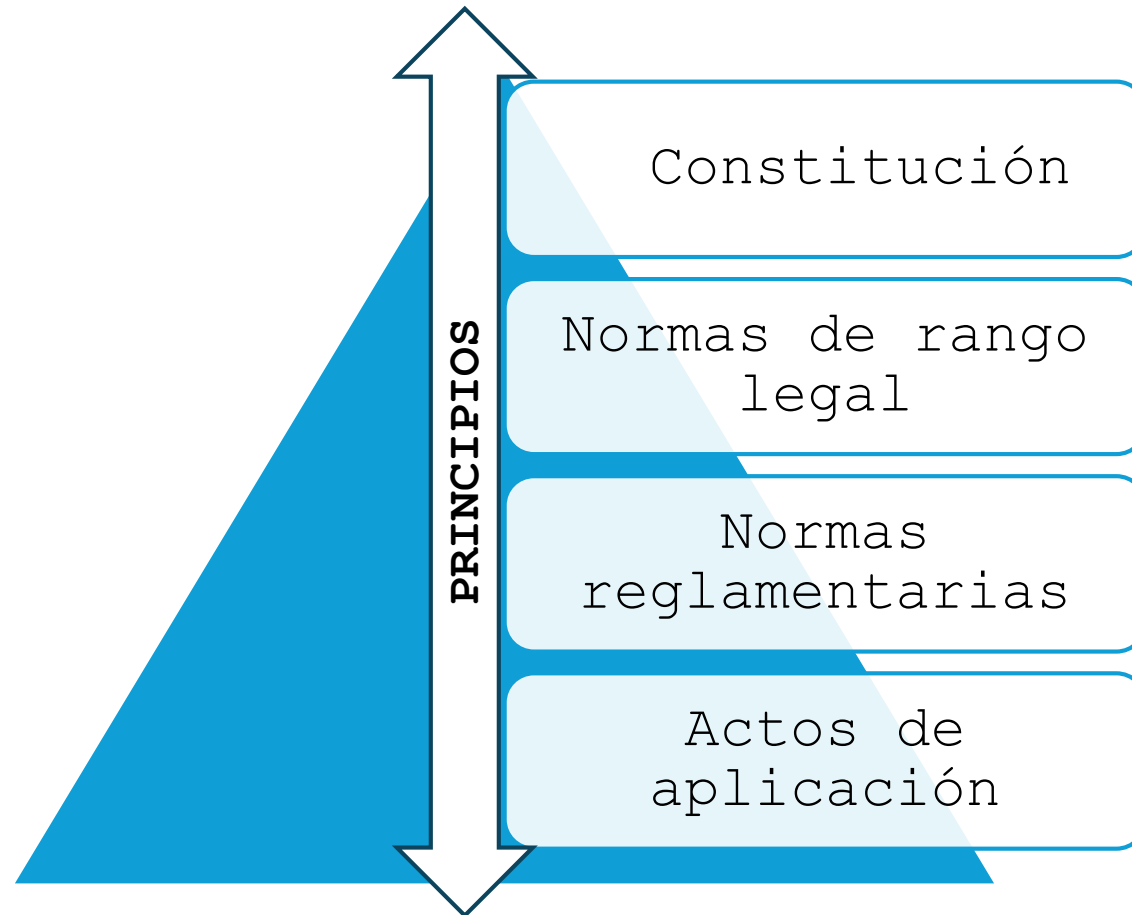 Constitución
Normas de rango
legal
PRINCIPIOS
Normas
reglamentarias
Actos de
aplicación